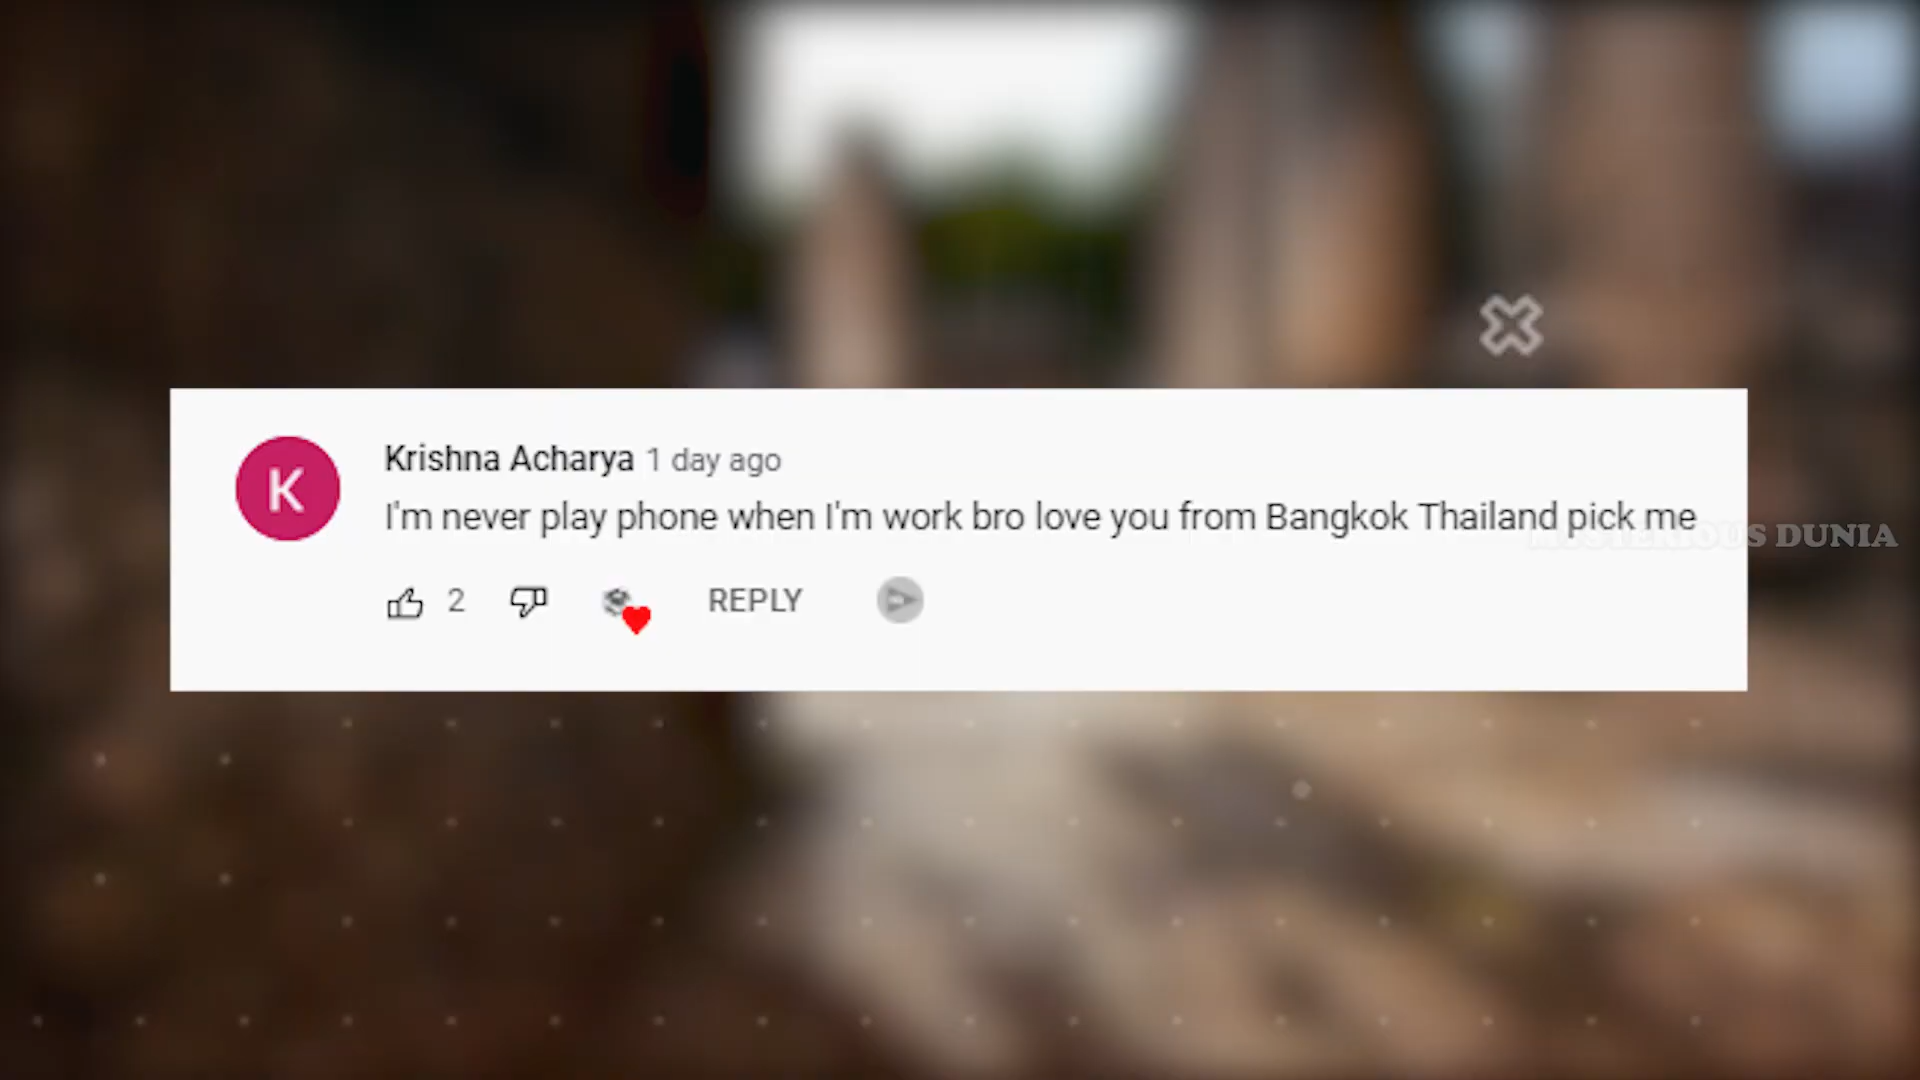 K
Krishna Acharya 1 day ago
I'm never play phone when I'm work bro love you from Bangkok Thailand pick me
MYSTERIOUS DUNIA
2
REPLY